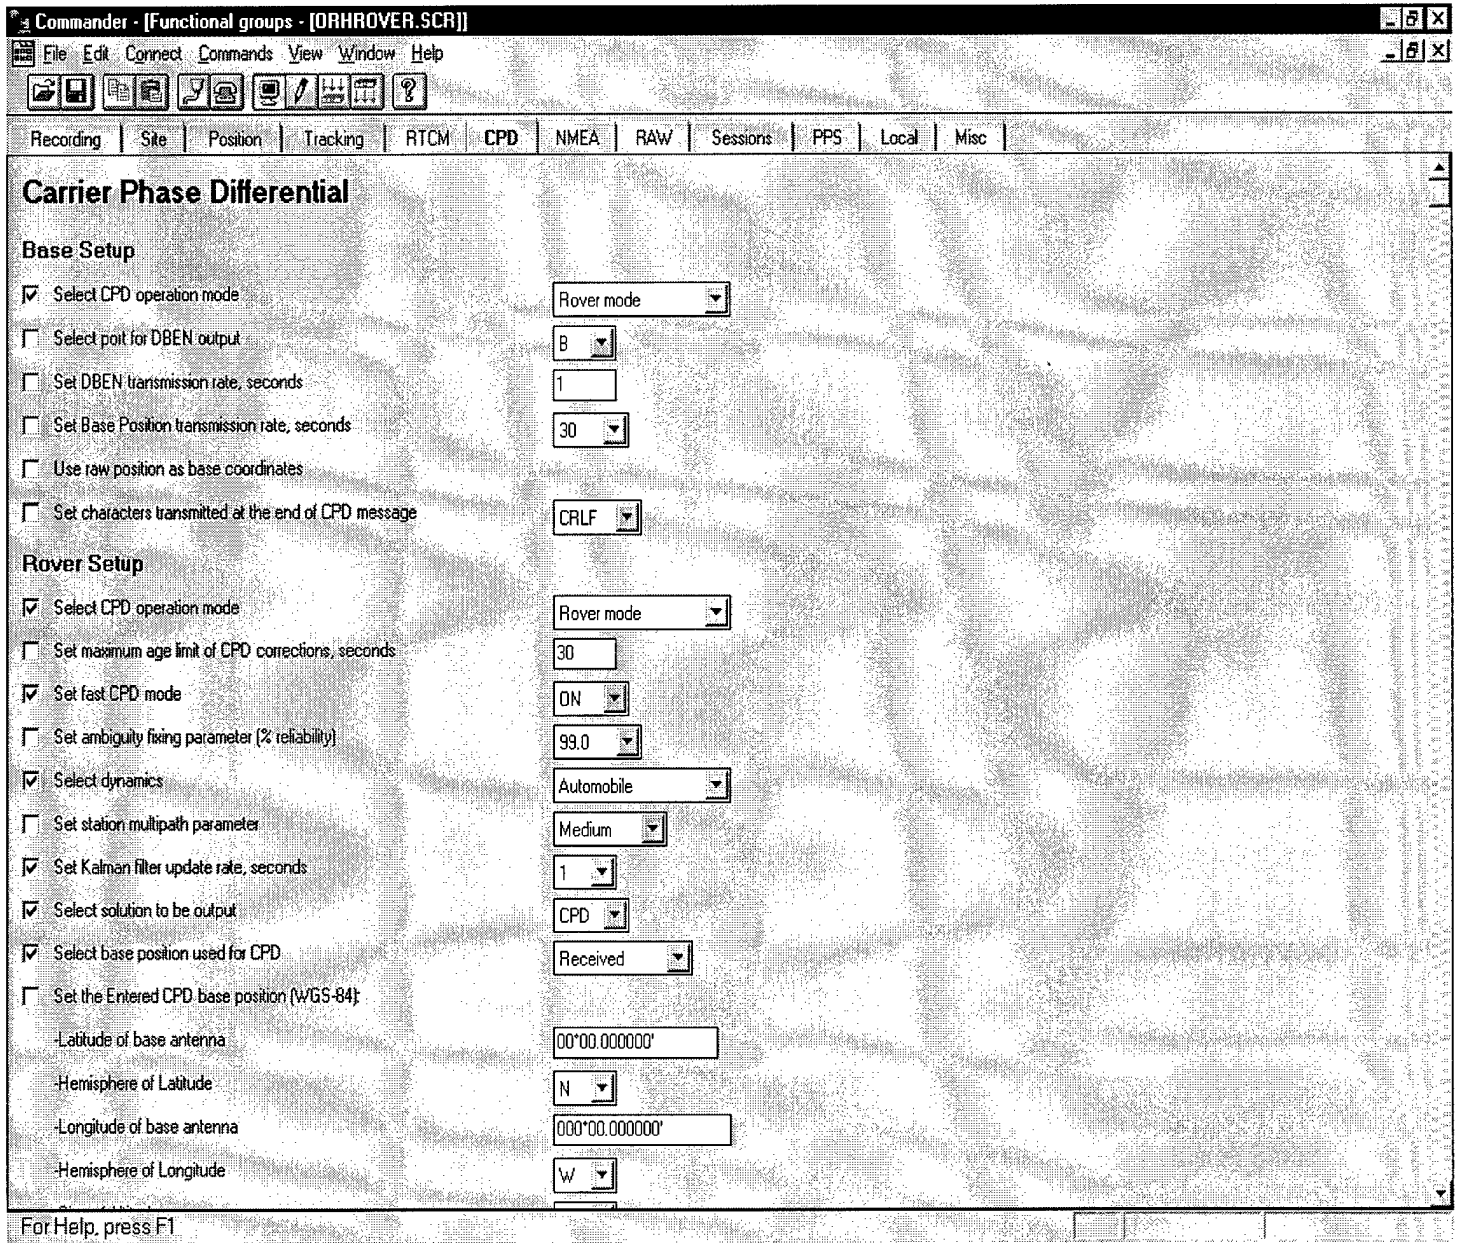 Commander - [Functional groups - [ORHROVER.SCR]]
File Edit Connect Commands View Window Help
Recording Site Position Tracking RTCM CPD NMEA RAW Sessions PPS Local Misc
Carrier Phase Differential
Base Setup
Select CPD operation mode Rover mode
Select port for DBEN output B
Set DBEN transmission rate, seconds 1
Set Base Position transmission rate, seconds 30
Use raw position as base coordinates
Set characters transmitted at the end of CPD message CRLF
Rover Setup
Select CPD operation mode Rover mode
Set maximum age limit of CPD corrections, seconds 30
Set fast CPD mode ON
Set ambiguity fixing parameter (% reliability) 99.0
Select dynamics Automobile
Set station multipath parameter Medium
Set Kalman filter update rate, seconds 1
Select solution to be output CPD
Select base position used for CPD Received
Set the Entered CPD base position (WGS-84):
-Latitude of base antenna 00°00.000000'
-Hemisphere of Latitude N
-Longitude of base antenna 000°00.000000'
-Hemisphere of Longitude W
For Help, press F1